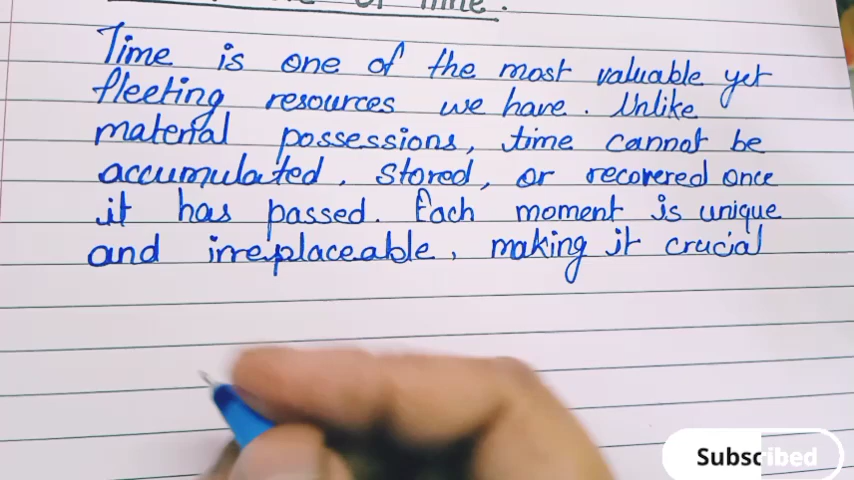 of
Time is one of the most valuable yet
fleeting resources we have. Unlike
material possessions, time cannot be
accumulated, stored, or recovered once
it has passed. Each moment is unique
and irreplaceable, making it crucial
Subscribed